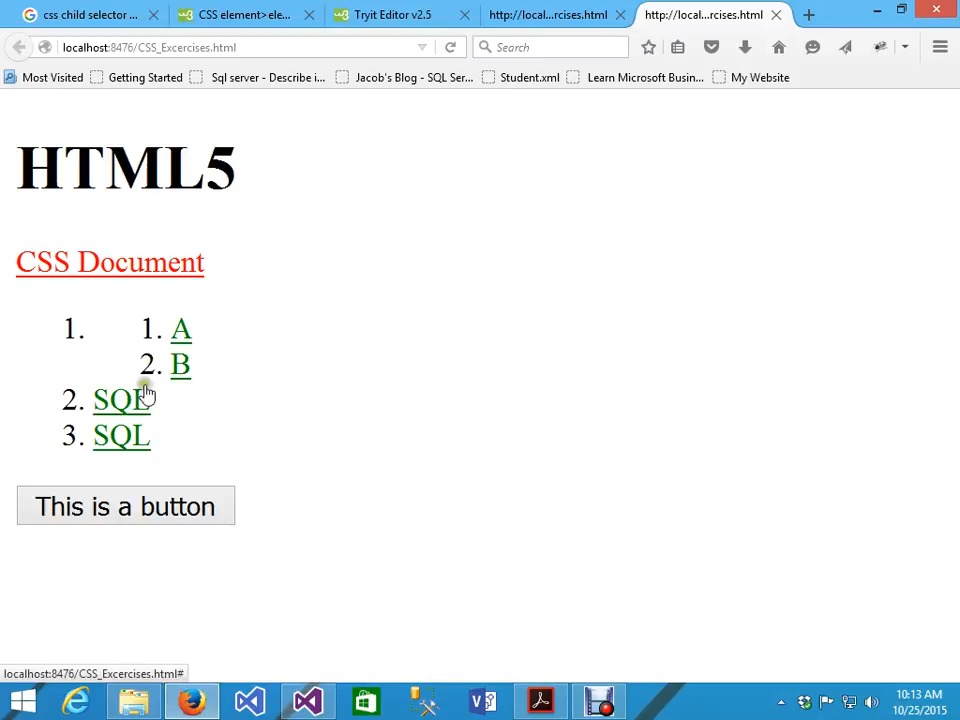 css child selector ...
CSS element>ele...
Tryit Editor v2.5
http://local...rcises.html
http://local...rcises.html
localhost:8476/CSS_Excercises.html
Search
Most Visited
Getting Started
Sql server - Describe i...
Jacob's Blog - SQL Ser...
Student.xml
Learn Microsoft Busin...
My Website
HTML5
CSS Document
1. 1. A
2. B
2. SQL
3. SQL
This is a button
localhost:8476/CSS_Excercises.html#
10:13 AM
10/25/2015